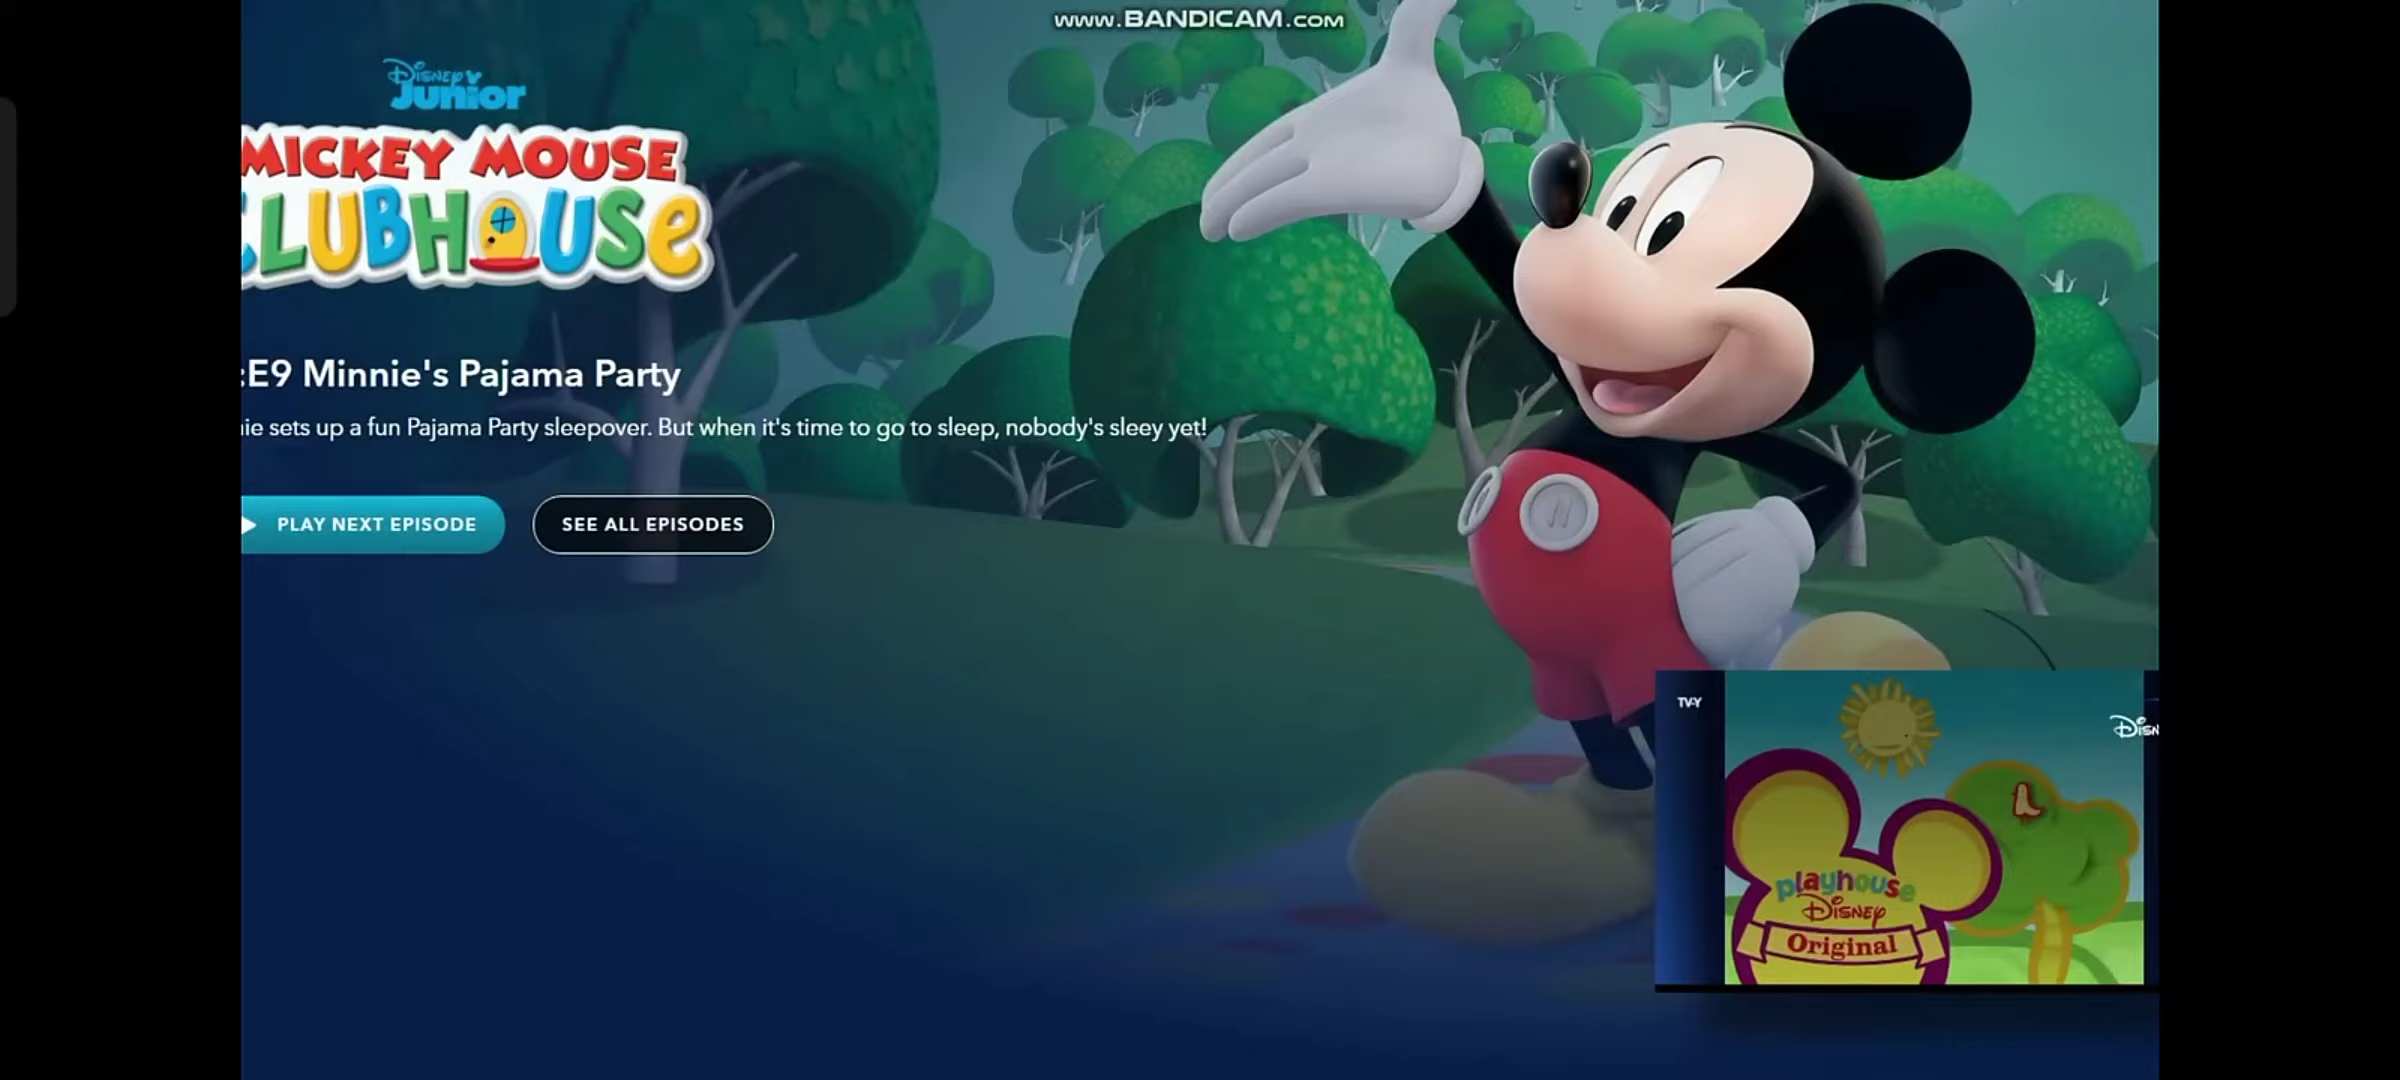 www.BANDICAM.com
Disney
Junior
MICKEY MOUSE
CLUBHOUSE
:E9 Minnie's Pajama Party
ie sets up a fun Pajama Party sleepover. But when it's time to go to sleep, nobody's sleey yet!
PLAY NEXT EPISODE
SEE ALL EPISODES
TV-Y
Disn
playhouse
Disney
Original